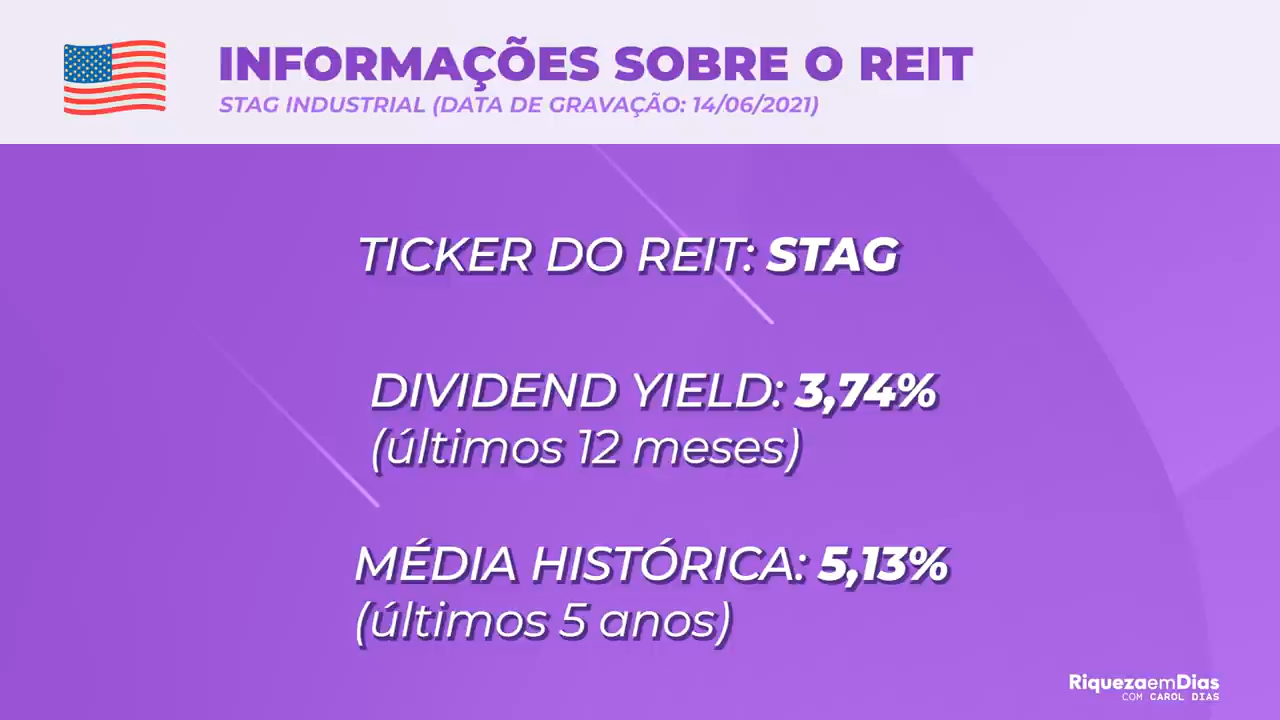 INFORMAÇÕES SOBRE O REIT
STAG INDUSTRIAL (DATA DE GRAVAÇÃO: 14/06/2021)
TICKER DO REIT: STAG
DIVIDEND YIELD: 3,74%
(últimos 12 meses)
MÉDIA HISTÓRICA: 5,13%
(últimos 5 anos)
RiquezaemDias
COM CAROL DIAS